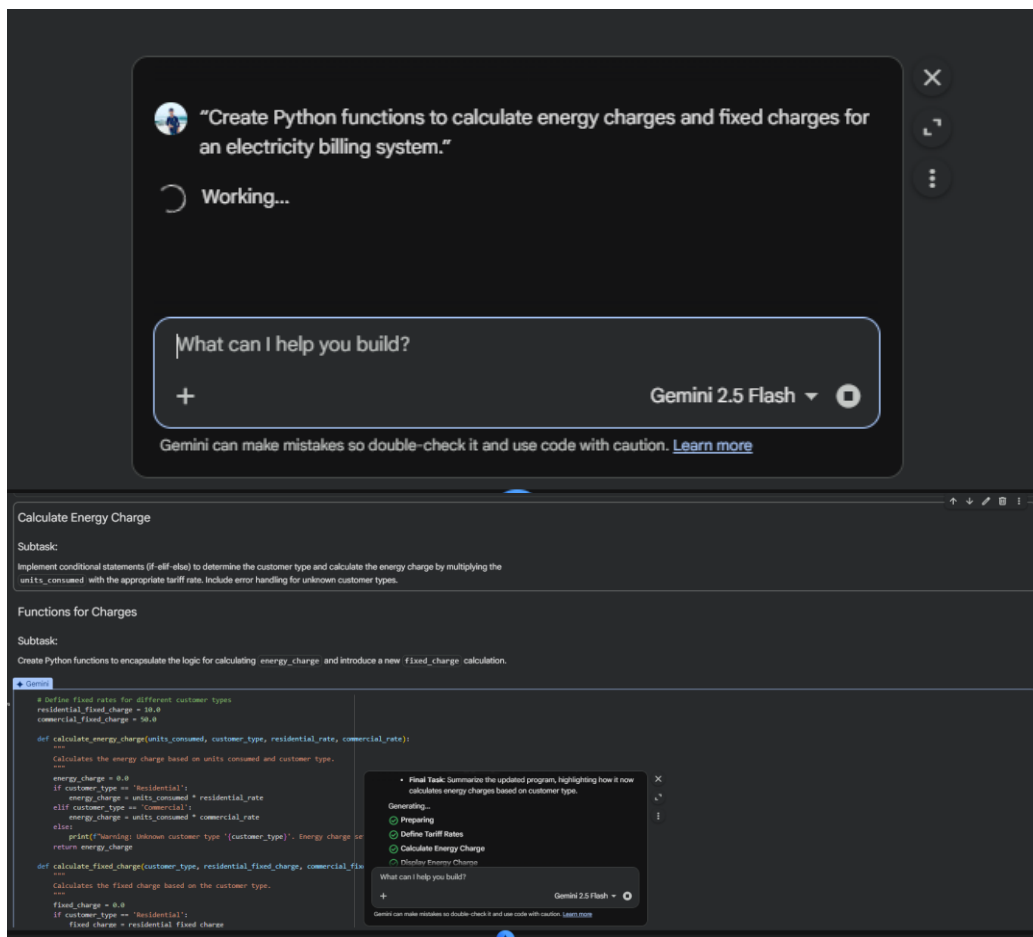 “Create Python functions to calculate energy charges and fixed charges for
an electricity billing system.”
Working...
What can I help you build?
Gemini 2.5 Flash
Gemini can make mistakes so double-check it and use code with caution. Learn more
Calculate Energy Charge
Subtask:
Implement conditional statements (if-elif-else) to determine the customer type and calculate the energy charge by multiplying the
units_consumed with the appropriate tariff rate. Include error handling for unknown customer types.
Functions for Charges
Subtask:
Create Python functions to encapsulate the logic for calculating energy_charge and introduce a new fixed_charge calculation.
Gemini
# Define fixed rates for different customer types
residential_fixed_charge = 10.0
commercial_fixed_charge = 50.0
def calculate_energy_charge(units_consumed, customer_type, residential_rate, commercial_rate):
"""
Calculates the energy charge based on units consumed and customer type.
"""
energy_charge = 0.0
if customer_type == 'Residential':
energy_charge = units_consumed * residential_rate
elif customer_type == 'Commercial':
energy_charge = units_consumed * commercial_rate
else:
print(f"Warning: Unknown customer type '{customer_type}'. Energy charge se
return energy_charge
def calculate_fixed_charge(customer_type, residential_fixed_charge, commercial_fix
"""
Calculates the fixed charge based on the customer type.
"""
fixed_charge = 0.0
if customer_type == 'Residential':
fixed_charge = residential_fixed_charge
• Final Task: Summarize the updated program, highlighting how it now
calculates energy charges based on customer type.
Generating...
Preparing
Define Tariff Rates
Calculate Energy Charge
Display Energy Charge
What can I help you build?
Gemini 2.5 Flash
Gemini can make mistakes so double-check it and use code with caution. Learn more